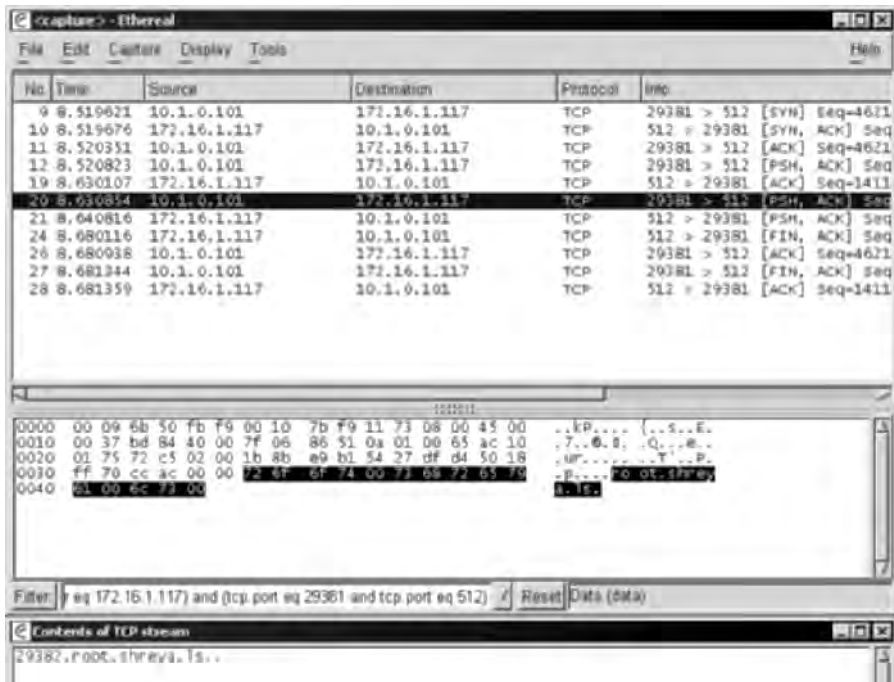 <capture> - Ethereal
File Edit Capture Display Tools Help
No. Time Source Destination Protocol Info
9 8.519621 10.1.0.101 172.16.1.117 TCP 29381 > 512 [SYN] Seq=4621
10 8.519676 172.16.1.117 10.1.0.101 TCP 512 > 29381 [SYN, ACK] Seq
11 8.520351 10.1.0.101 172.16.1.117 TCP 29381 > 512 [ACK] Seq=4621
12 8.520823 10.1.0.101 172.16.1.117 TCP 29381 > 512 [PSH, ACK] Seq
19 8.630107 172.16.1.117 10.1.0.101 TCP 512 > 29381 [ACK] Seq=1411
20 8.630854 10.1.0.101 172.16.1.117 TCP 29381 > 512 [PSH, ACK] Seq
21 8.640816 172.16.1.117 10.1.0.101 TCP 512 > 29381 [PSH, ACK] Seq
24 8.680116 172.16.1.117 10.1.0.101 TCP 512 > 29381 [FIN, ACK] Seq
26 8.680938 10.1.0.101 172.16.1.117 TCP 29381 > 512 [ACK] Seq=4621
27 8.681344 10.1.0.101 172.16.1.117 TCP 29381 > 512 [FIN, ACK] Seq
28 8.681359 172.16.1.117 10.1.0.101 TCP 512 > 29381 [ACK] Seq=1411
0000 00 09 6b 50 fb f9 00 10 7b f9 11 73 08 00 45 00 ..kP.... {..s..E.
0010 00 37 bd 84 40 00 7f 06 86 51 0a 01 00 65 ac 10 .7..@... .Q...e..
0020 01 75 72 c5 02 00 1b 8b e9 b1 54 27 df d4 50 18 .ur..... ..T'..P.
0030 ff 70 cc ac 00 00 72 6f 6f 74 00 73 68 72 65 79 .p....ro ot.shrey
0040 61 00 6c 73 00 a.ls.
Filter: r eq 172.16.1.117) and (tcp.port eq 29381 and tcp.port eq 512) / Reset Data (data)
Contents of TCP stream
29382.root.shreya.ls..